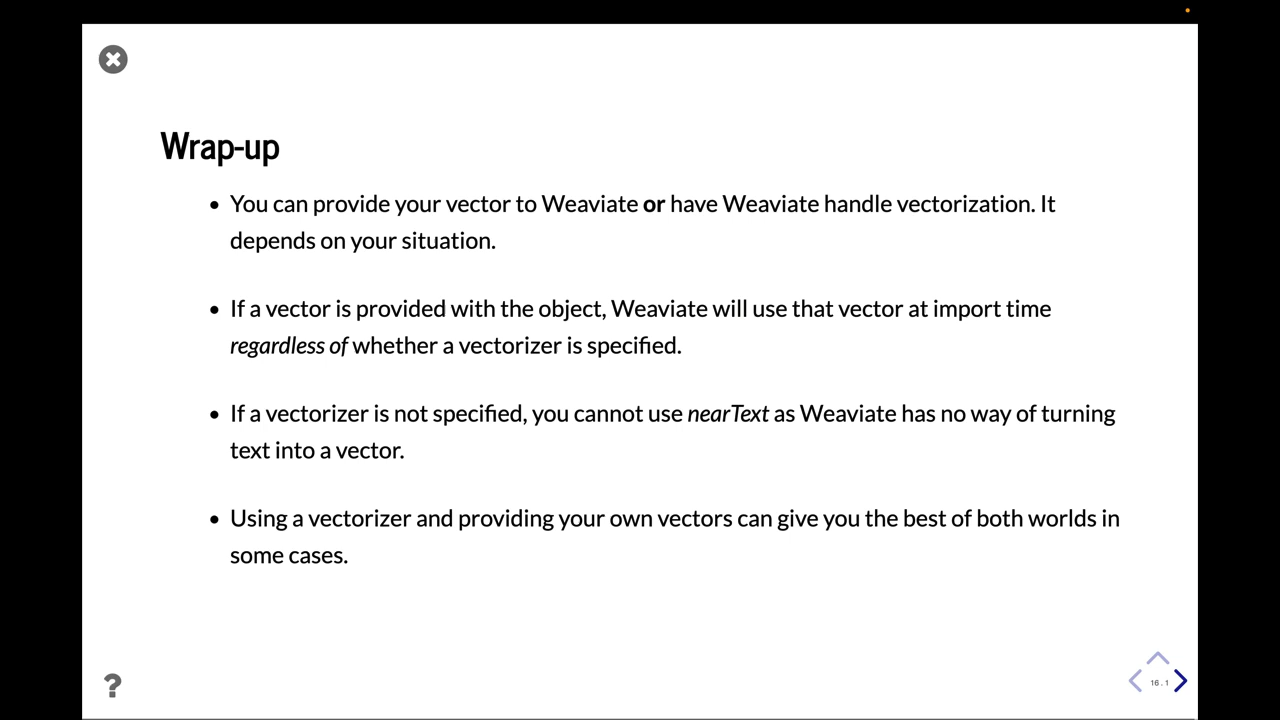 Wrap-up
• You can provide your vector to Weaviate or have Weaviate handle vectorization. It
depends on your situation.
• If a vector is provided with the object, Weaviate will use that vector at import time
regardless of whether a vectorizer is specified.
• If a vectorizer is not specified, you cannot use nearText as Weaviate has no way of turning
text into a vector.
• Using a vectorizer and providing your own vectors can give you the best of both worlds in
some cases.
?
16.1